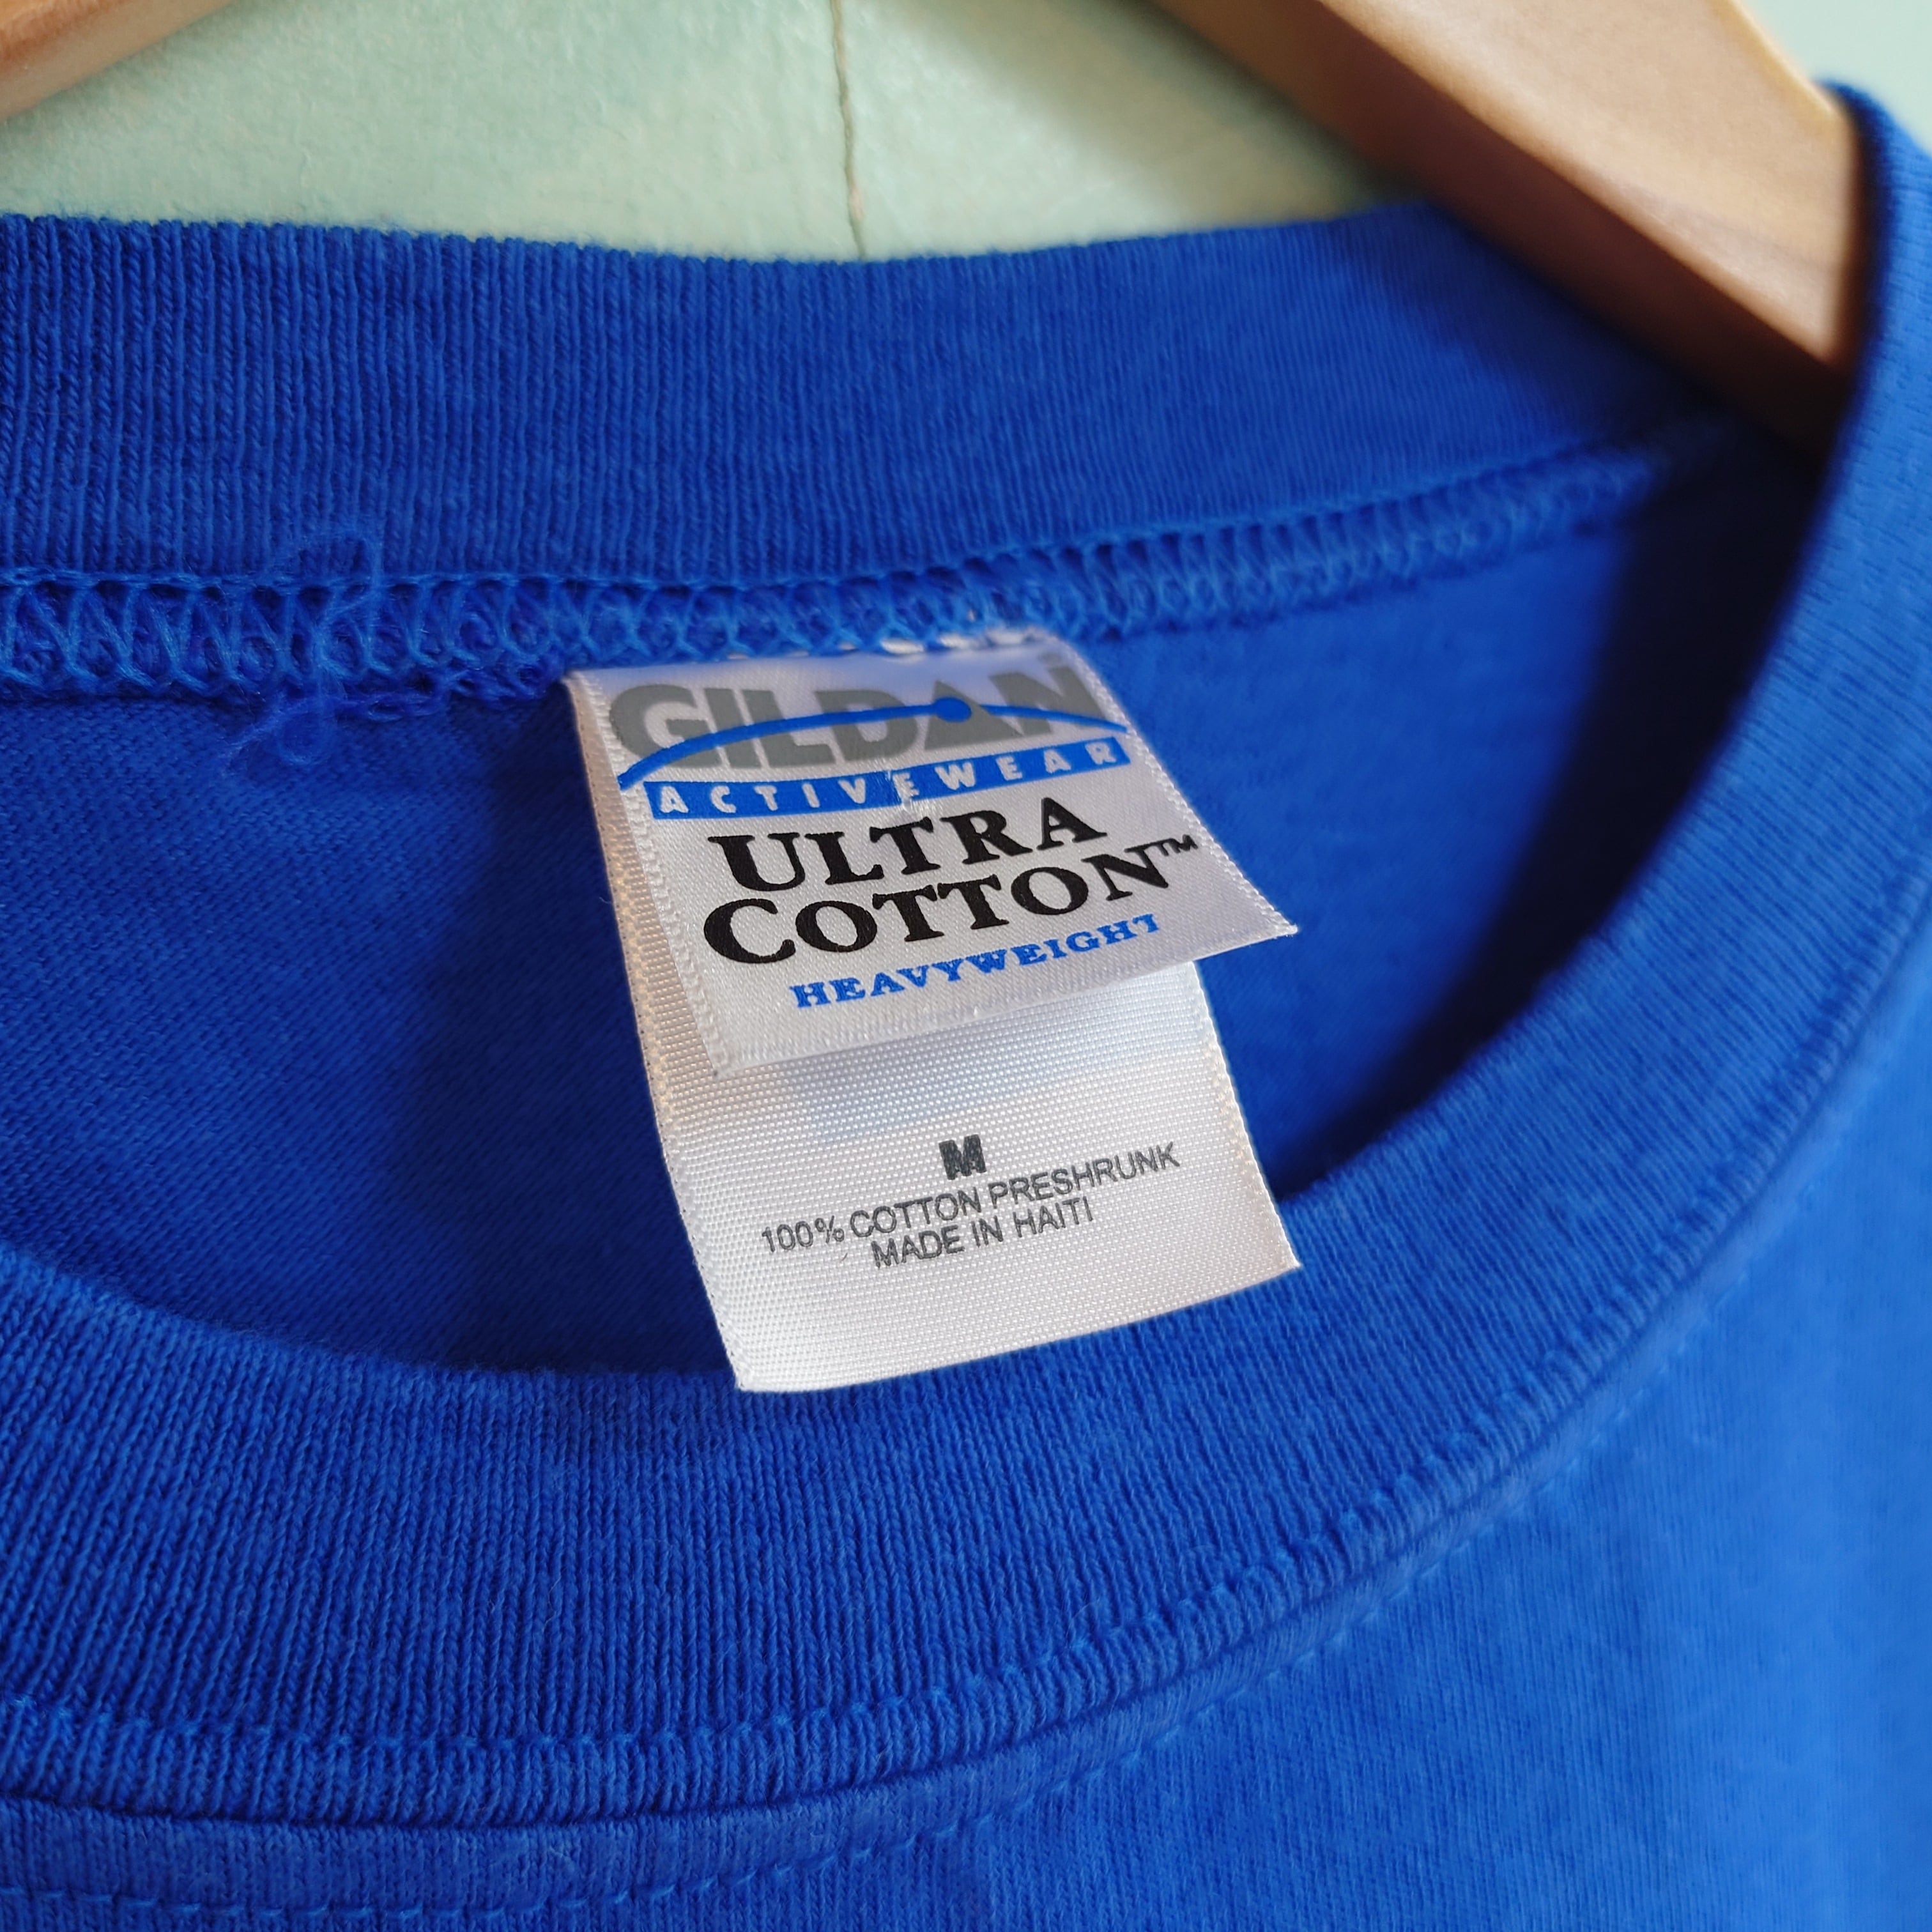 GILDAN
ACTIVEWEAR
ULTRA
COTTON™
HEAVYWEIGHT
M
100% COTTON PRESHRUNK
MADE IN HAITI